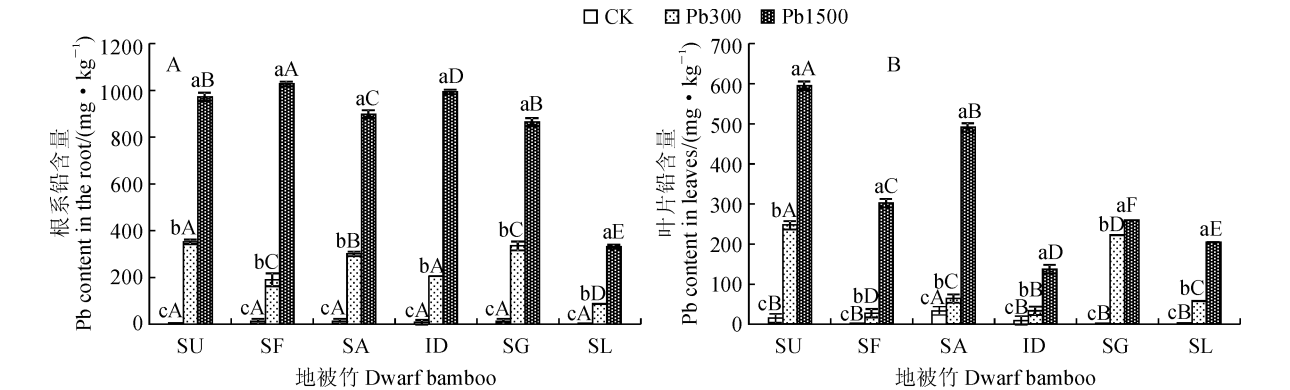 CK Pb300 Pb1500
根系铅含量
Pb content in the root/(mg·kg⁻¹)
1200
1000
800
600
400
200
0
A
cA bA aB
cA bC aA
cA bB aC
cA bA aD
cA bC aB
cA bD aE
SU SF SA ID SG SL
地被竹 Dwarf bamboo
叶片铅含量
Pb content in leaves/(mg·kg⁻¹)
700
600
500
400
300
200
100
0
B
cB bA aA
cB bD aC
cA bC aB
cB bB aD
cB bD aF
cB bC aE
SU SF SA ID SG SL
地被竹 Dwarf bamboo